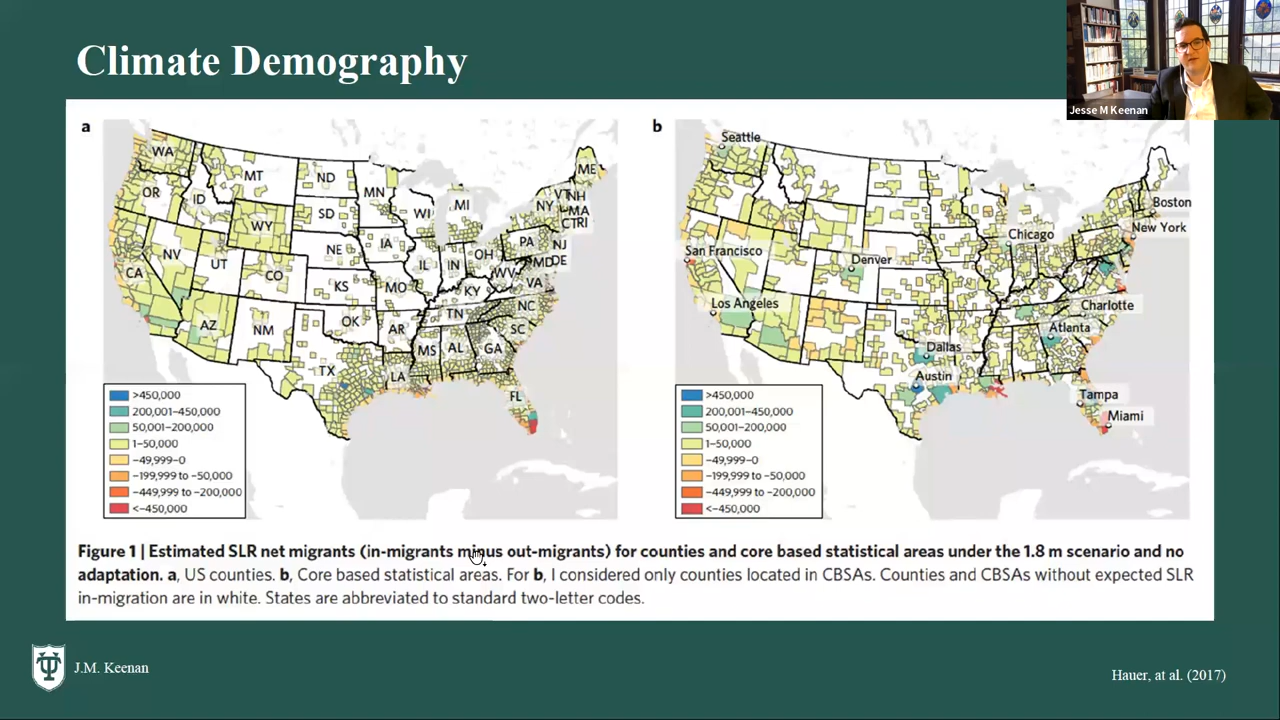 Climate Demography
Jesse M Keenan
a
WA
MT
ND
MN
ME
OR
ID
SD
WI
MI
VT
NH
NY
MA
CT
RI
WY
IA
PA
NJ
NV
NE
OH
UT
IL
IN
MD
DE
CA
CO
WV
KS
MO
KY
VA
NC
TN
OK
AZ
NM
AR
SC
MS
AL
GA
TX
LA
FL
>450,000
200,001–450,000
50,001–200,000
1–50,000
–49,999–0
–199,999 to –50,000
–449,999 to –200,000
<–450,000
b
Seattle
Boston
New York
Chicago
San Francisco
Denver
Los Angeles
Charlotte
Atlanta
Dallas
Austin
Tampa
Miami
>450,000
200,001–450,000
50,001–200,000
1–50,000
–49,999–0
–199,999 to –50,000
–449,999 to –200,000
<–450,000
Figure 1 | Estimated SLR net migrants (in-migrants minus out-migrants) for counties and core based statistical areas under the 1.8 m scenario and no
adaptation. a, US counties. b, Core based statistical areas. For b, I considered only counties located in CBSAs. Counties and CBSAs without expected SLR
in-migration are in white. States are abbreviated to standard two-letter codes.
J.M. Keenan
Hauer, at al. (2017)